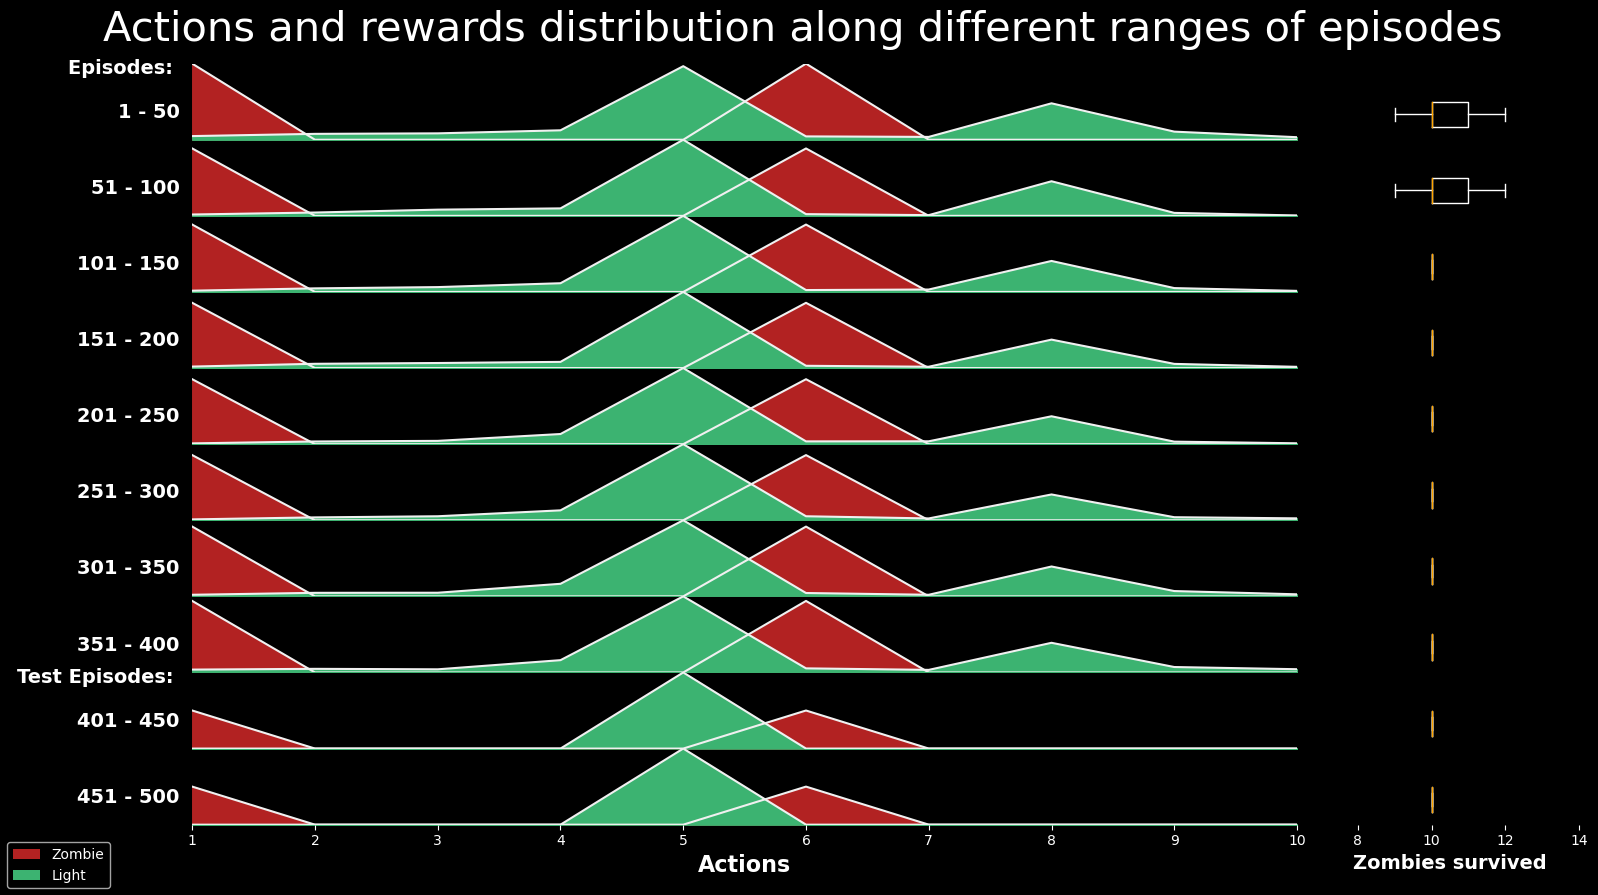 Actions and rewards distribution along different ranges of episodes
Episodes:
1 - 50
51 - 100
101 - 150
151 - 200
201 - 250
251 - 300
301 - 350
351 - 400
Test Episodes:
401 - 450
451 - 500
1 2 3 4 5 6 7 8 9 10
Actions
8 10 12 14
Zombies survived
Zombie
Light